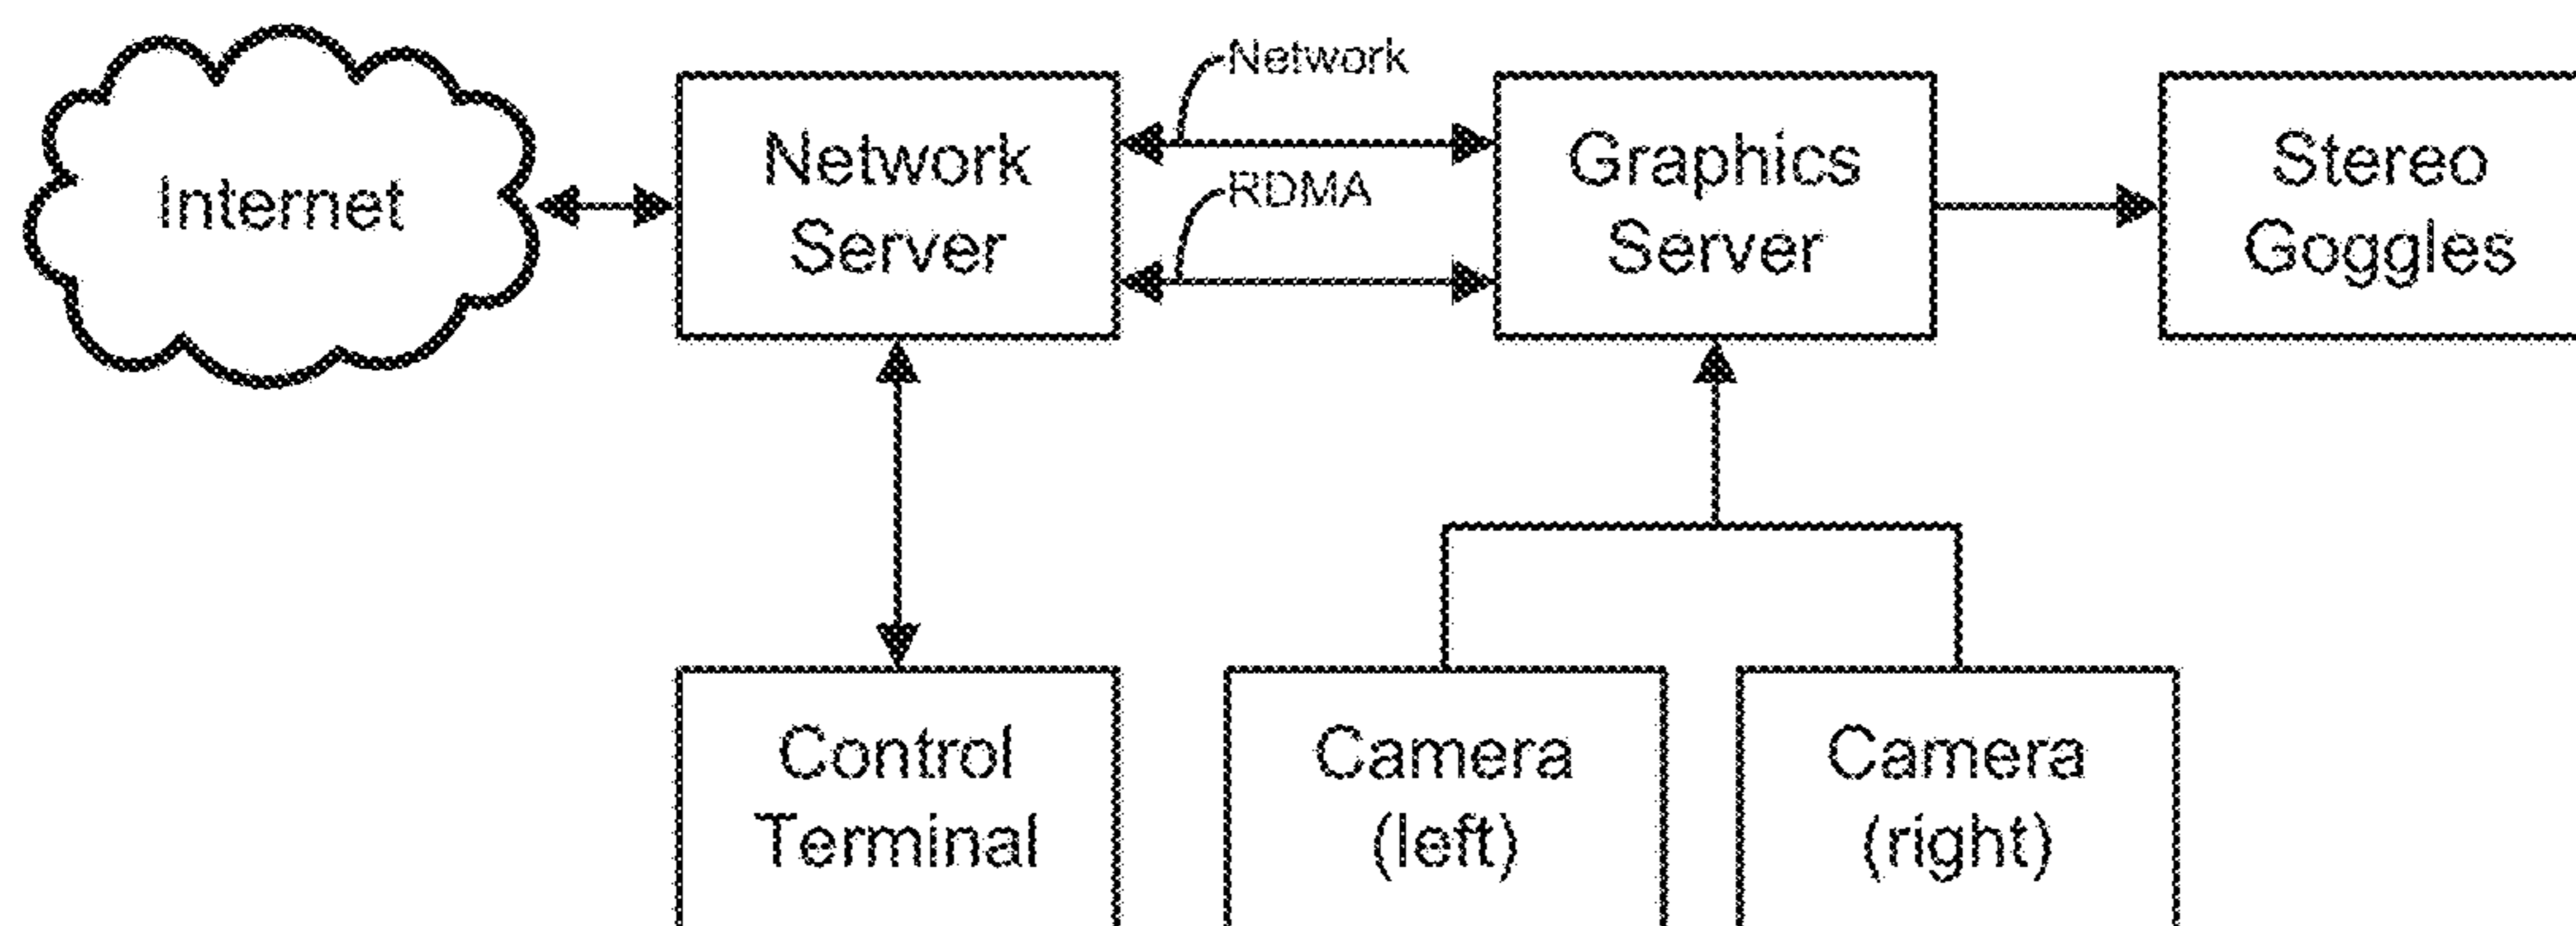 Internet
Network
Server
Network
RDMA
Graphics
Server
Stereo
Goggles
Control
Terminal
Camera
(left)
Camera
(right)